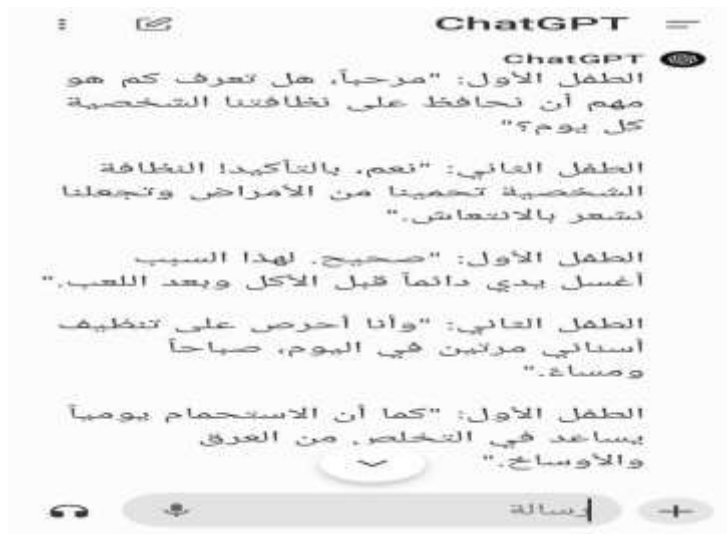 ChatGPT
ChatGPT
الطفل الأول: "مرحباً، هل تعرف كم هو
مهم أن نحافظ على نظافتنا الشخصية
كل يوم؟"
الطفل الثاني: "نعم، بالتأكيد! النظافة
الشخصية تحمينا من الأمراض وتجعلنا
نشعر بالانتعاش."
الطفل الأول: "صحيح. لهذا السبب
أغسل يدي دائماً قبل الأكل وبعد اللعب."
الطفل الثاني: "وأنا أحرص على تنظيف
أسناني مرتين في اليوم، صباحاً
ومساءً."
الطفل الأول: "كما أن الاستحمام يومياً
يساعد في التخلص من العرق
والأوساخ."
رسالة